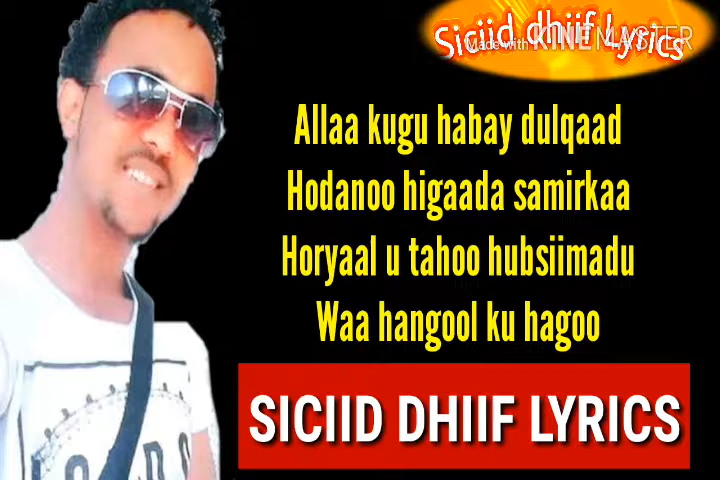 Siciid dhiif Lyrics
Made with KINEMASTER
Allaa kugu habay dulqaad
Hodanoo higaada samirkaa
Horyaal u tahoo hubsiimadu
Waa hangool ku hagoo
SICIID DHIIF LYRICS